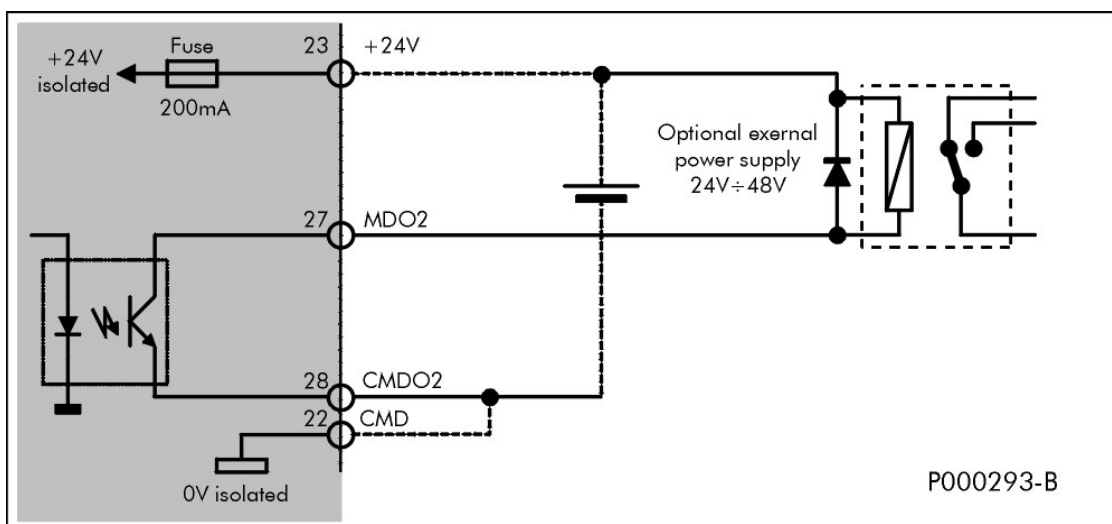 23
+24V
Fuse
+24V
isolated
200mA
Optional exernal
power supply
24V÷48V
27
MDO2
28
CMDO2
22
CMD
0V isolated
P000293-B